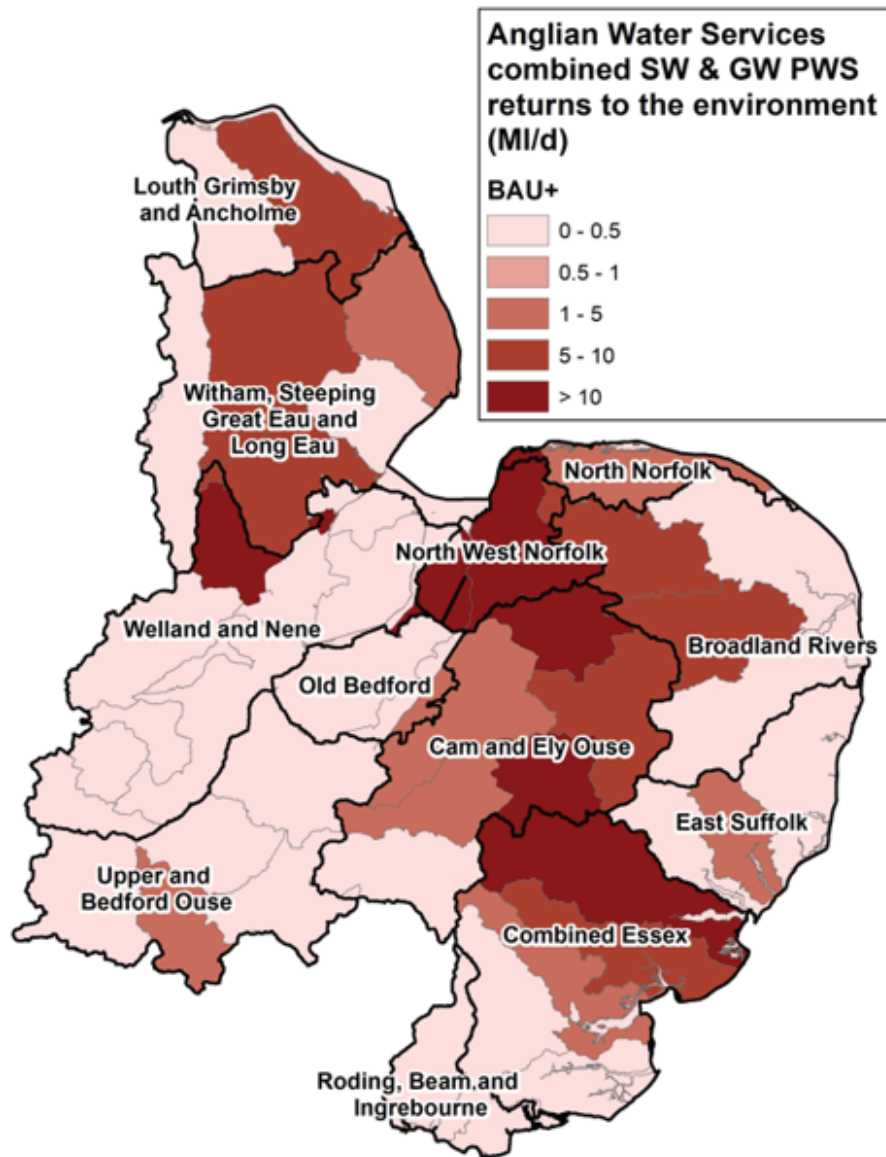 Anglian Water Services
combined SW & GW PWS
returns to the environment
(Ml/d)
BAU+
0 - 0.5
0.5 - 1
1 - 5
5 - 10
> 10
Louth Grimsby
and Ancholme
Witham, Steeping
Great Eau and
Long Eau
North Norfolk
North West Norfolk
Welland and Nene
Broadland Rivers
Old Bedford
Cam and Ely Ouse
East Suffolk
Upper and
Bedford Ouse
Combined Essex
Roding, Beam and
Ingrebourne